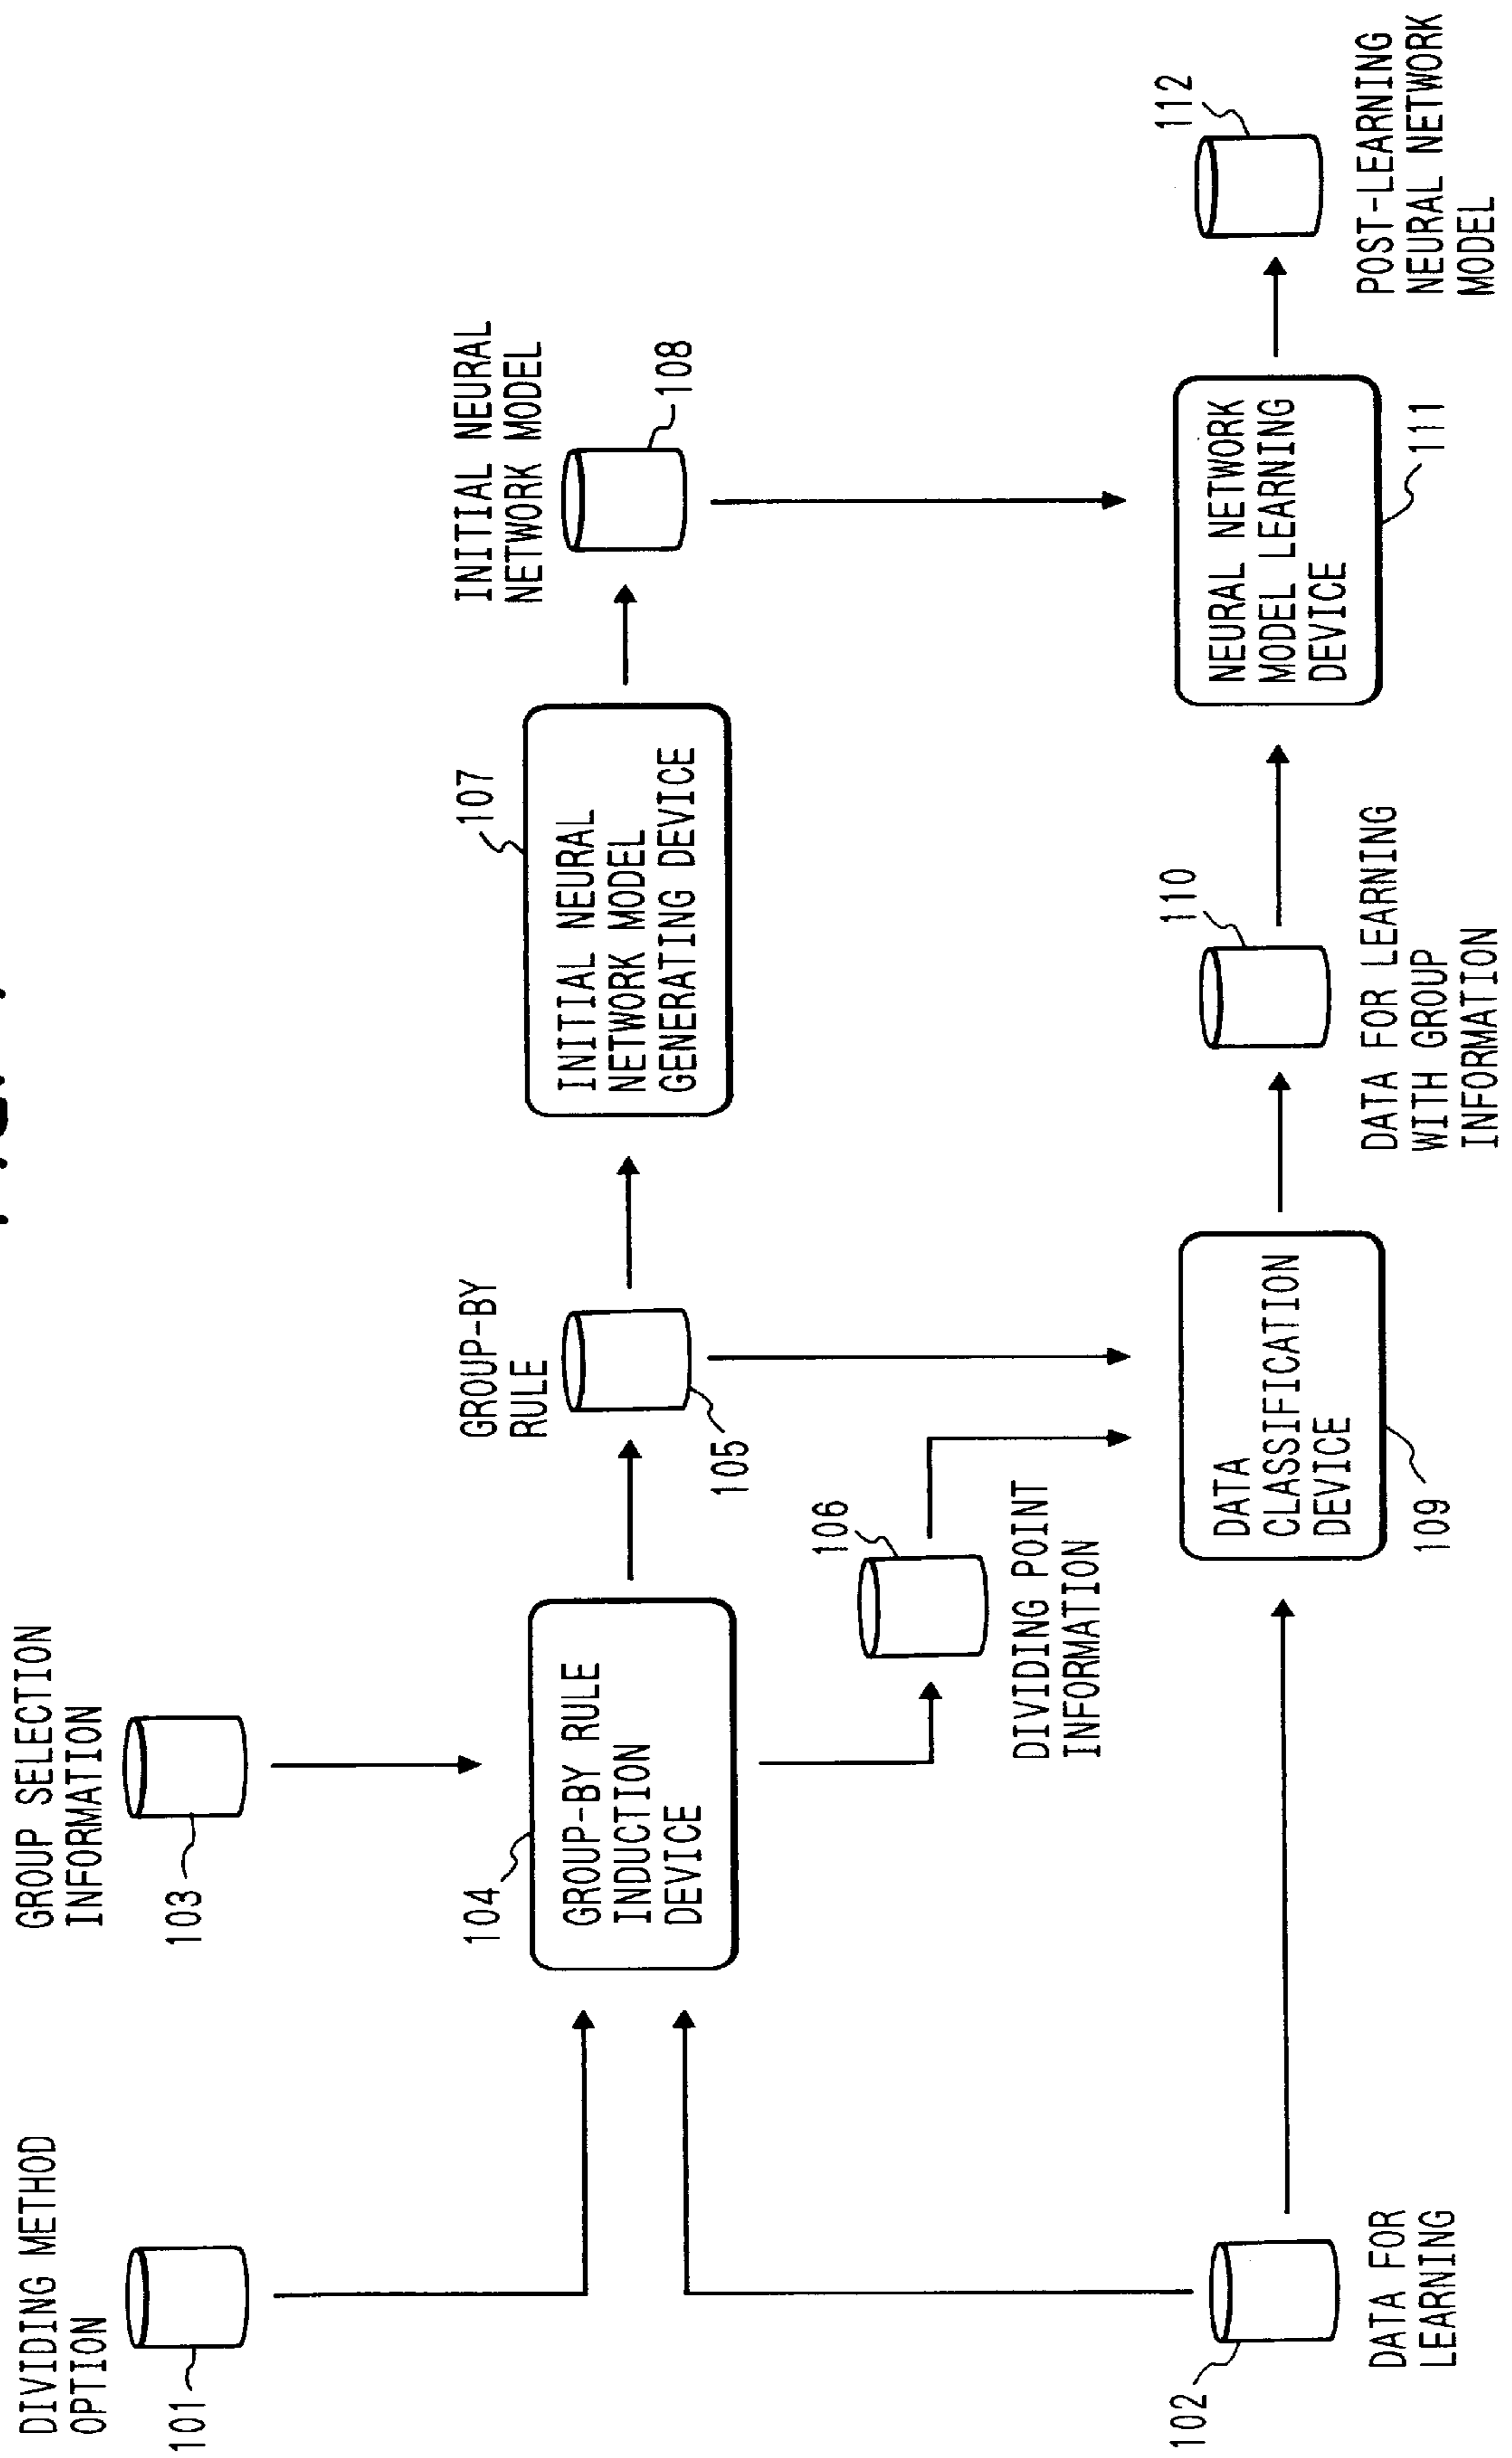 DIVIDING METHOD
OPTION
101
GROUP SELECTION
INFORMATION
103
104
GROUP-BY RULE
INDUCTION
DEVICE
GROUP-BY
RULE
105
107
INITIAL NEURAL
NETWORK MODEL
GENERATING DEVICE
INITIAL NEURAL
NETWORK MODEL
108
106
DIVIDING POINT
INFORMATION
102
DATA FOR
LEARNING
DATA
CLASSIFICATION
DEVICE
109
110
DATA FOR LEARNING
WITH GROUP
INFORMATION
NEURAL NETWORK
MODEL LEARNING
DEVICE
111
112
POST-LEARNING
NEURAL NETWORK
MODEL